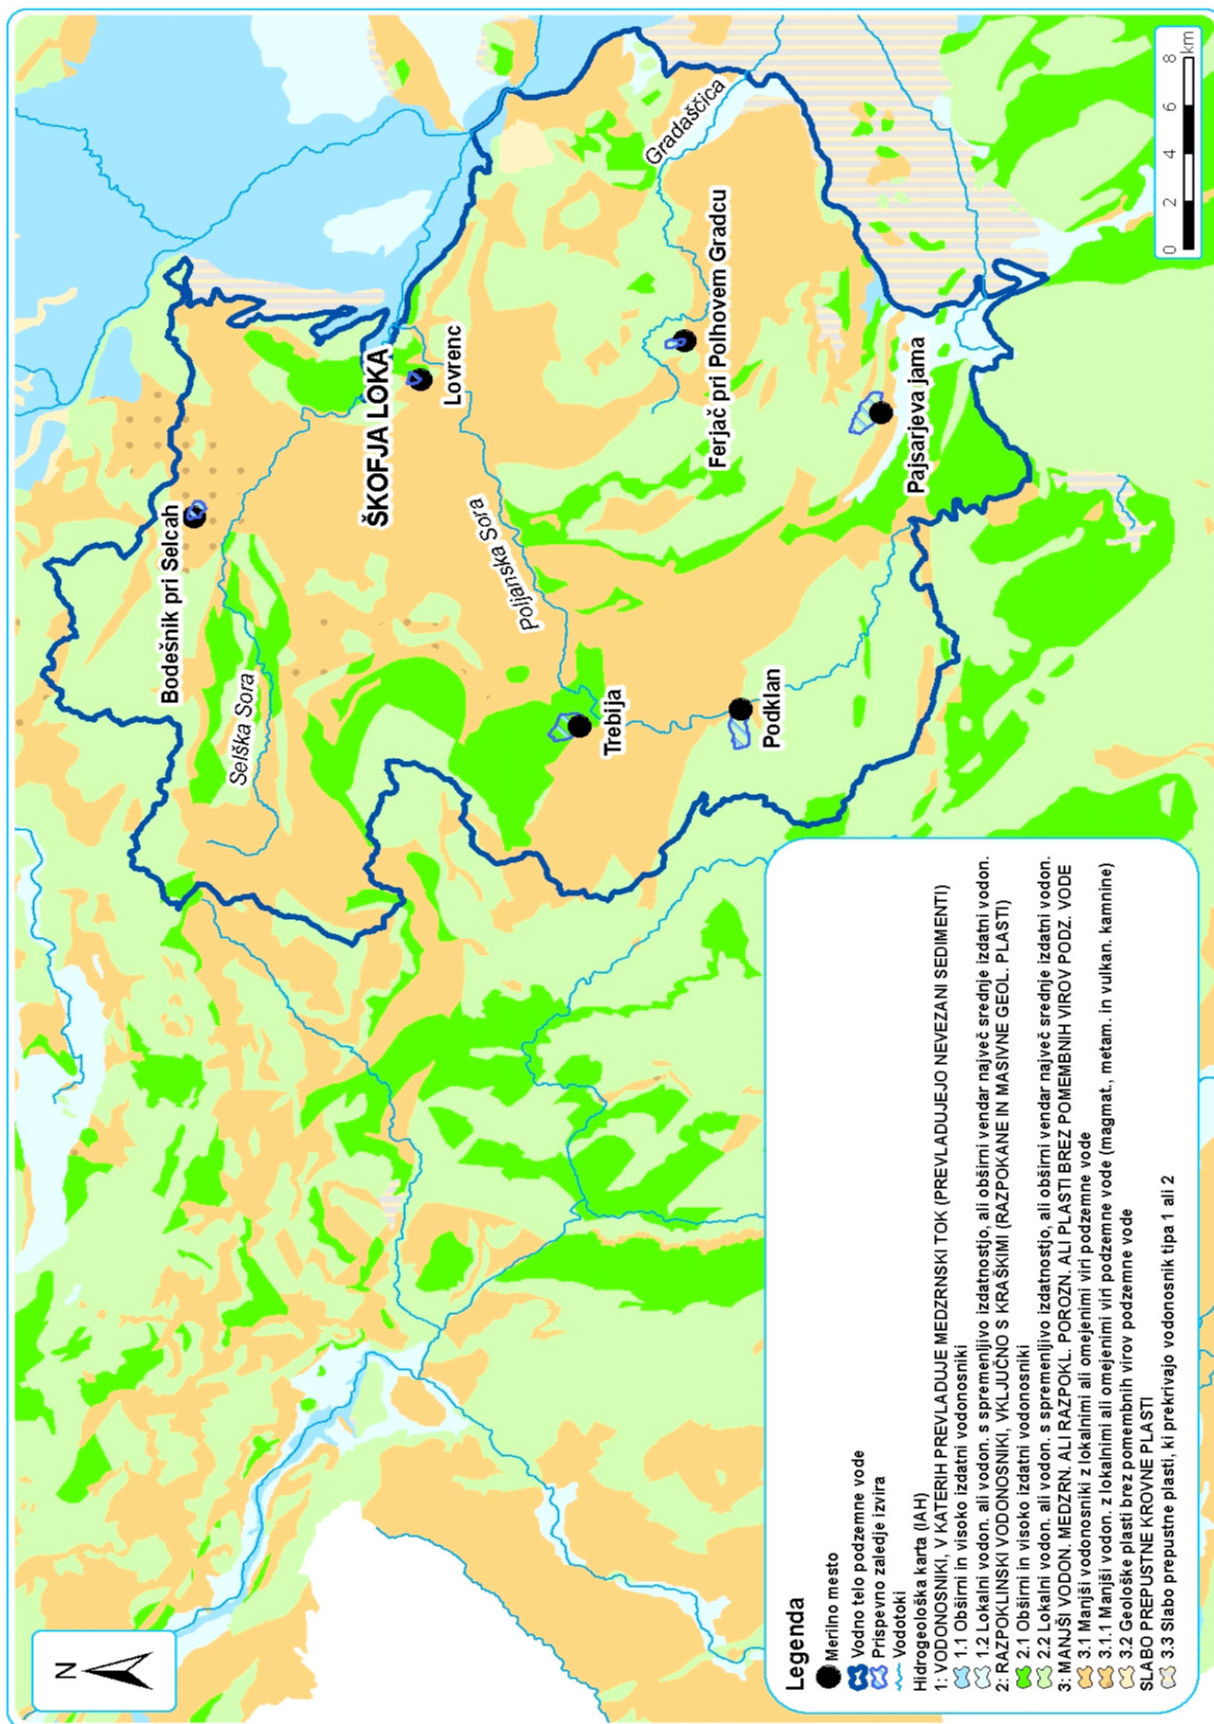 N
Bodešnik pri Selcah
Selška Sora
ŠKOFJA LOKA
Lovrenc
Poljanska Sora
Trebija
Gradaščica
Ferjač pri Polhovem Gradcu
Podklan
Pajsarjeva jama
0 2 4 6 8
km
Legenda
Merilno mesto
Vodno telo podzemne vode
Prispevno zaledje izvira
Vodotoki
Hidrogeološka karta (IAH)
1: VODONOSNIKI, V KATERIH PREVLADUJE MEDZRNSKI TOK (PREVLADUJEJO NEVEZANI SEDIMENTI)
1.1 Obširni in visoko izdatni vodonosniki
1.2 Lokalni vodon. ali vodon. s spremenljivo izdatnostjo, ali obširni vendar največ srednje izdatni vodon.
2: RAZPOKLINSKI VODONOSNIKI, VKLJUČNO S KRAŠKIMI (RAZPOKANE IN MASIVNE GEOL. PLASTI)
2.1 Obširni in visoko izdatni vodonosniki
2.2 Lokalni vodon. ali vodon. s spremenljivo izdatnostjo, ali obširni vendar največ srednje izdatni vodon.
3: MANJŠI VODON. MEDZRN. ALI RAZPOKL. POROZN. ALI PLASTI BREZ POMEMBNIH VIROV PODZ. VODE
3.1 Manjši vodonosniki z lokalnimi ali omejenimi viri podzemne vode
3.1.1 Manjši vodon. z lokalnimi ali omejenimi viri podzemne vode (magmat., metam. in vulkan. kamnine)
3.2 Geološke plasti brez pomembnih virov podzemne vode
SLABO PREPUSTNE KROVNE PLASTI
3.3 Slabo prepustne plasti, ki prekrivajo vodonosnik tipa 1 ali 2